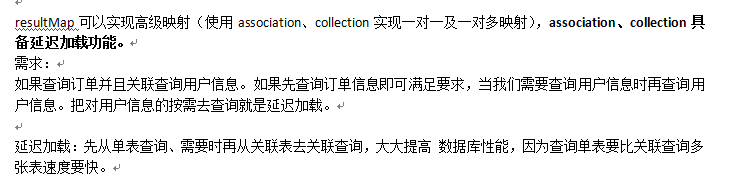 resultMap 可以实现高级映射（使用 association、collection 实现一对一及一对多映射），association、collection 具
备延迟加载功能。
需求：
如果查询订单并且关联查询用户信息。如果先查询订单信息即可满足要求，当我们需要查询用户信息时再查询用
户信息。把对用户信息的按需去查询就是延迟加载。
延迟加载：先从单表查询、需要时再从关联表去关联查询，大大提高 数据库性能，因为查询单表要比关联查询多
张表速度要快。